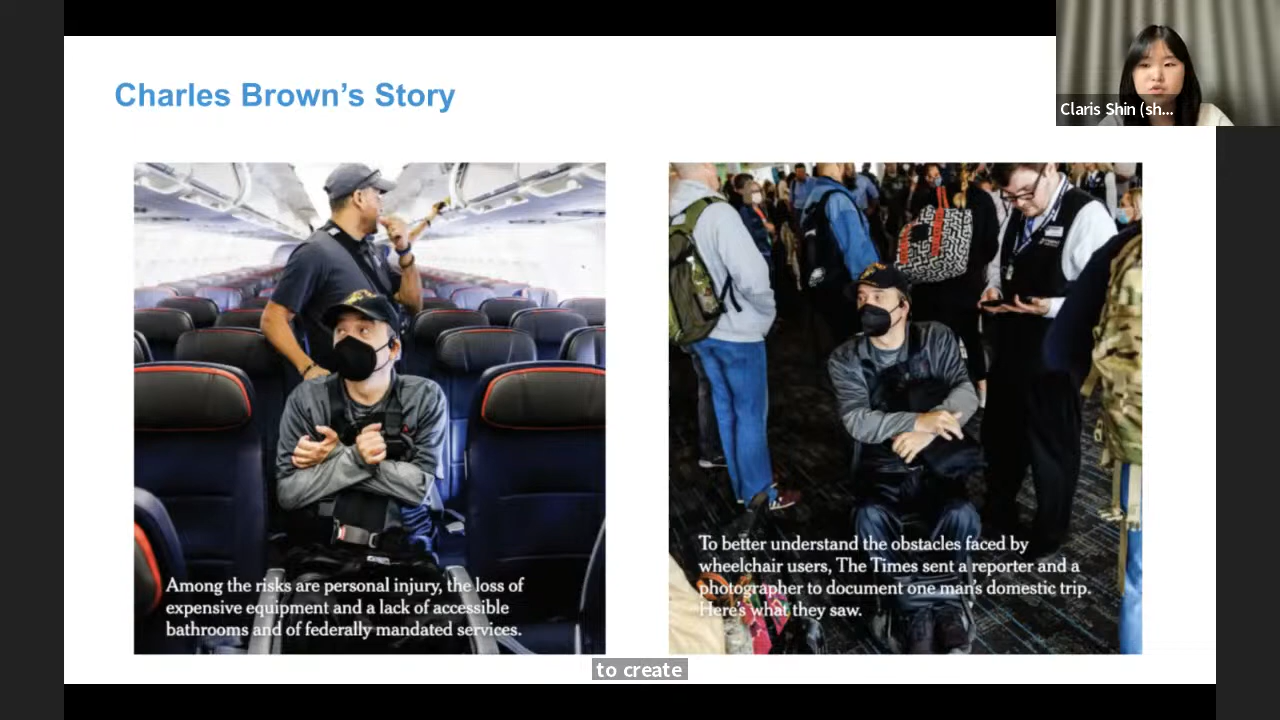 Charles Brown's Story
Claris Shin (sh...
Among the risks are personal injury, the loss of
expensive equipment and a lack of accessible
bathrooms and of federally mandated services.
To better understand the obstacles faced by
wheelchair users, The Times sent a reporter and a
photographer to document one man's domestic trip.
Here's what they saw.
to create